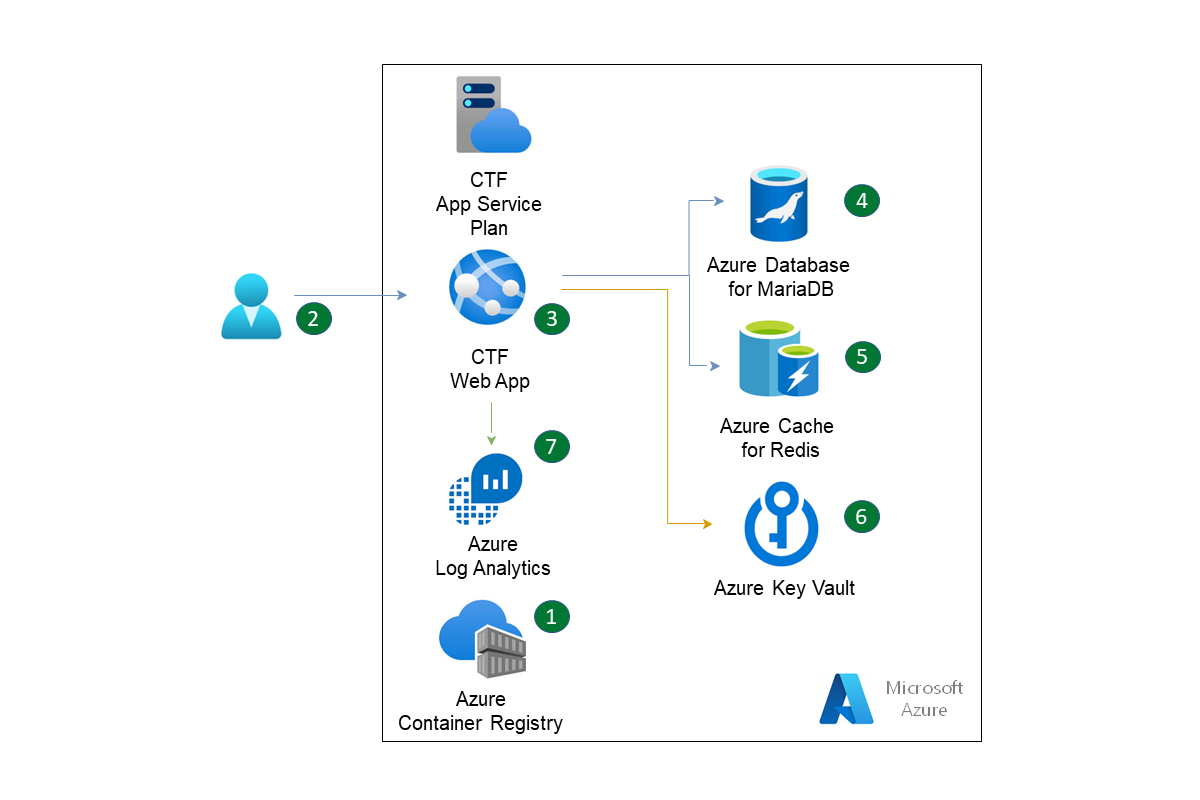 CTF
App Service
Plan
4
Azure Database
for MariaDB
2
3
CTF
Web App
5
Azure Cache
for Redis
7
Azure
Log Analytics
6
Azure Key Vault
1
Azure
Container Registry
Microsoft
Azure